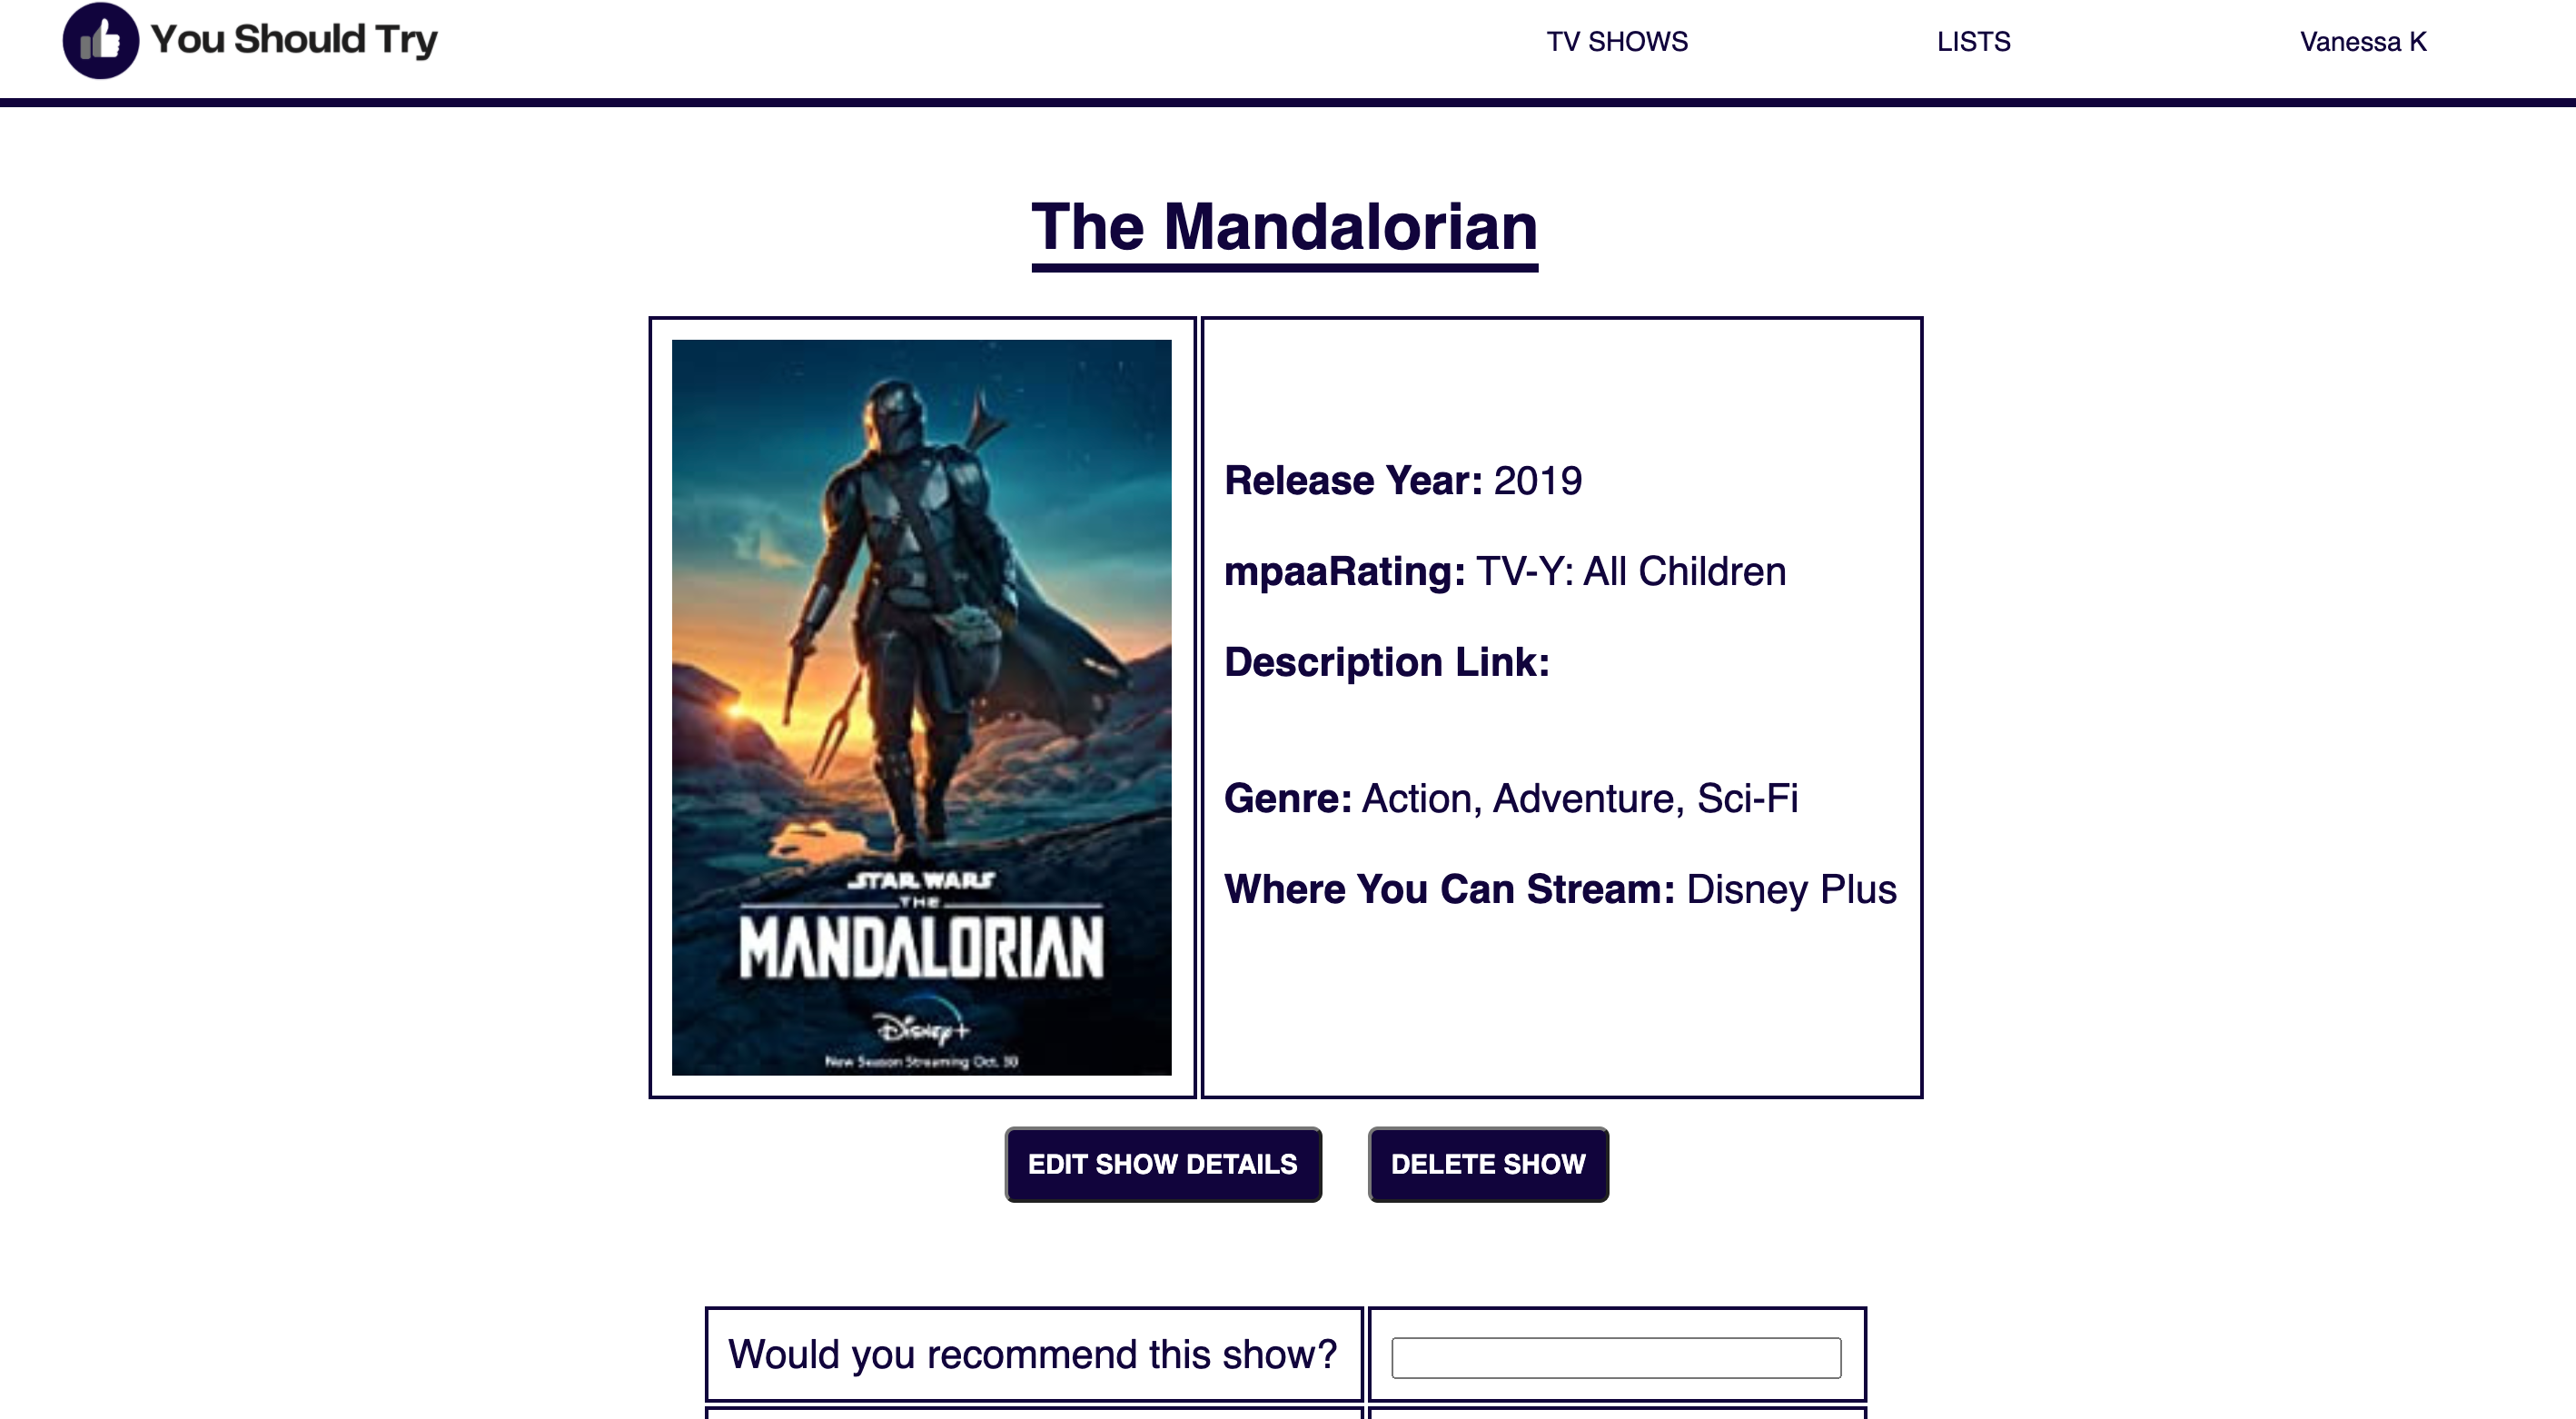 You Should Try
TV SHOWS
LISTS
Vanessa K
The Mandalorian
STAR WARS
THE
MANDALORIAN
Disney+
New Season Streaming Oct. 30
Release Year: 2019
mpaaRating: TV-Y: All Children
Description Link:
Genre: Action, Adventure, Sci-Fi
Where You Can Stream: Disney Plus
EDIT SHOW DETAILS
DELETE SHOW
Would you recommend this show?